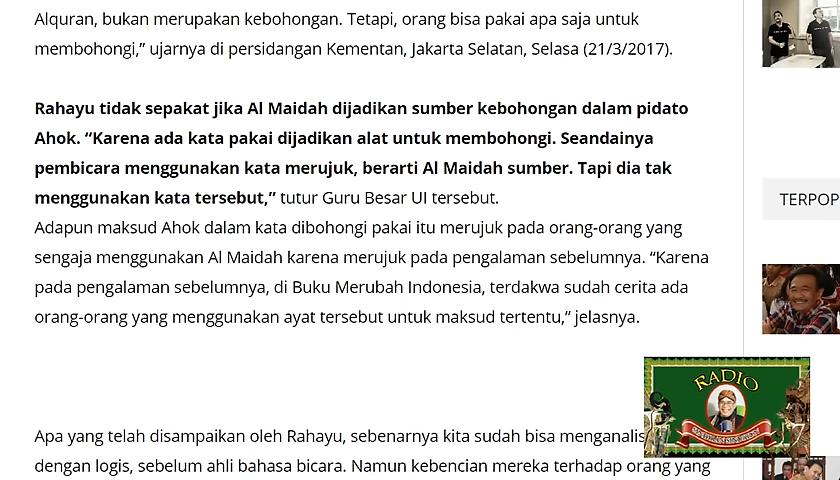 Alquran, bukan merupakan kebohongan. Tetapi, orang bisa pakai apa saja untuk
membohongi,” ujarnya di persidangan Kementan, Jakarta Selatan, Selasa (21/3/2017).
Rahayu tidak sepakat jika Al Maidah dijadikan sumber kebohongan dalam pidato
Ahok. “Karena ada kata pakai dijadikan alat untuk membohongi. Seandainya
pembicara menggunakan kata merujuk, berarti Al Maidah sumber. Tapi dia tak
menggunakan kata tersebut,” tutur Guru Besar UI tersebut.
Adapun maksud Ahok dalam kata dibohongi pakai itu merujuk pada orang-orang yang
sengaja menggunakan Al Maidah karena merujuk pada pengalaman sebelumnya. “Karena
pada pengalaman sebelumnya, di Buku Merubah Indonesia, terdakwa sudah cerita ada
orang-orang yang menggunakan ayat tersebut untuk maksud tertentu,” jelasnya.
Apa yang telah disampaikan oleh Rahayu, sebenarnya kita sudah bisa menganalis
dengan logis, sebelum ahli bahasa bicara. Namun kebencian mereka terhadap orang yang
TERPOP
RADIO
17